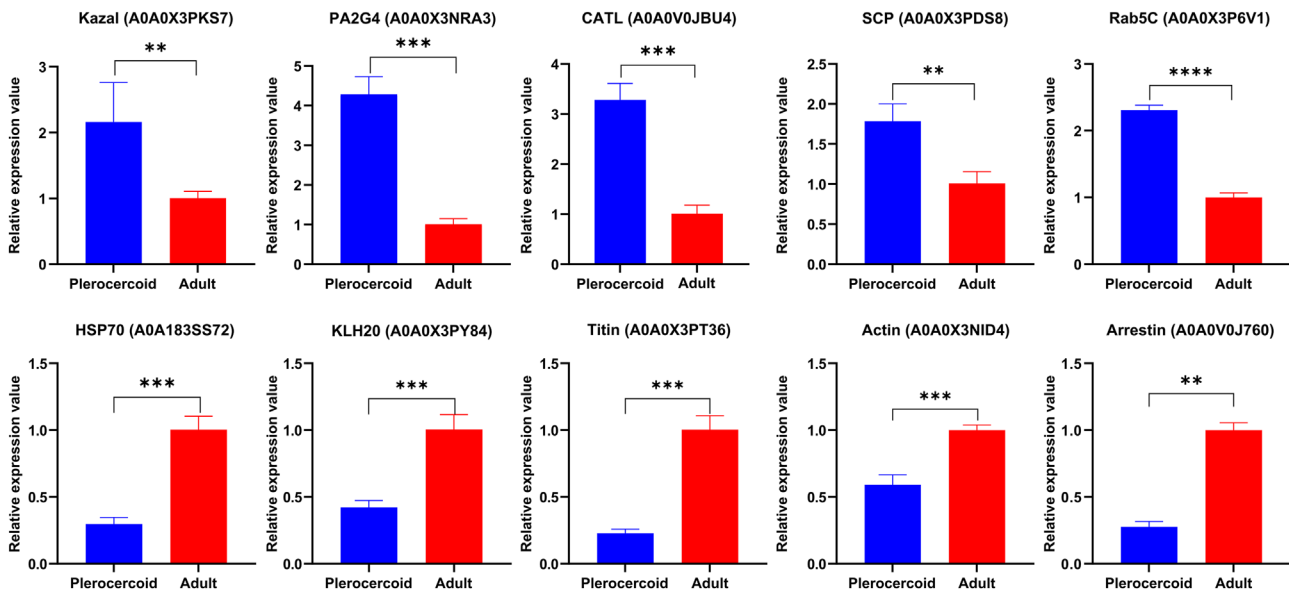 Kazal (A0A0X3PKS7)
PA2G4 (A0A0X3NRA3)
CATL (A0A0V0JBU4)
SCP (A0A0X3PDS8)
Rab5C (A0A0X3P6V1)
Relative expression value
3
2
1
0
**
Plerocercoid
Adult
Relative expression value
5
4
3
2
1
0
***
Plerocercoid
Adult
Relative expression value
4
3
2
1
0
***
Plerocercoid
Adult
Relative expression value
2.5
2.0
1.5
1.0
0.5
0.0
**
Plerocercoid
Adult
Relative expression value
3
2
1
0
****
Plerocercoid
Adult
HSP70 (A0A183SS72)
KLH20 (A0A0X3PY84)
Titin (A0A0X3PT36)
Actin (A0A0X3NID4)
Arrestin (A0A0V0J760)
Relative expression value
1.5
1.0
0.5
0.0
***
Plerocercoid
Adult
Relative expression value
1.5
1.0
0.5
0.0
***
Plerocercoid
Adult
Relative expression value
1.5
1.0
0.5
0.0
***
Plerocercoid
Adult
Relative expression value
1.5
1.0
0.5
0.0
***
Plerocercoid
Adult
Relative expression value
1.5
1.0
0.5
0.0
**
Plerocercoid
Adult